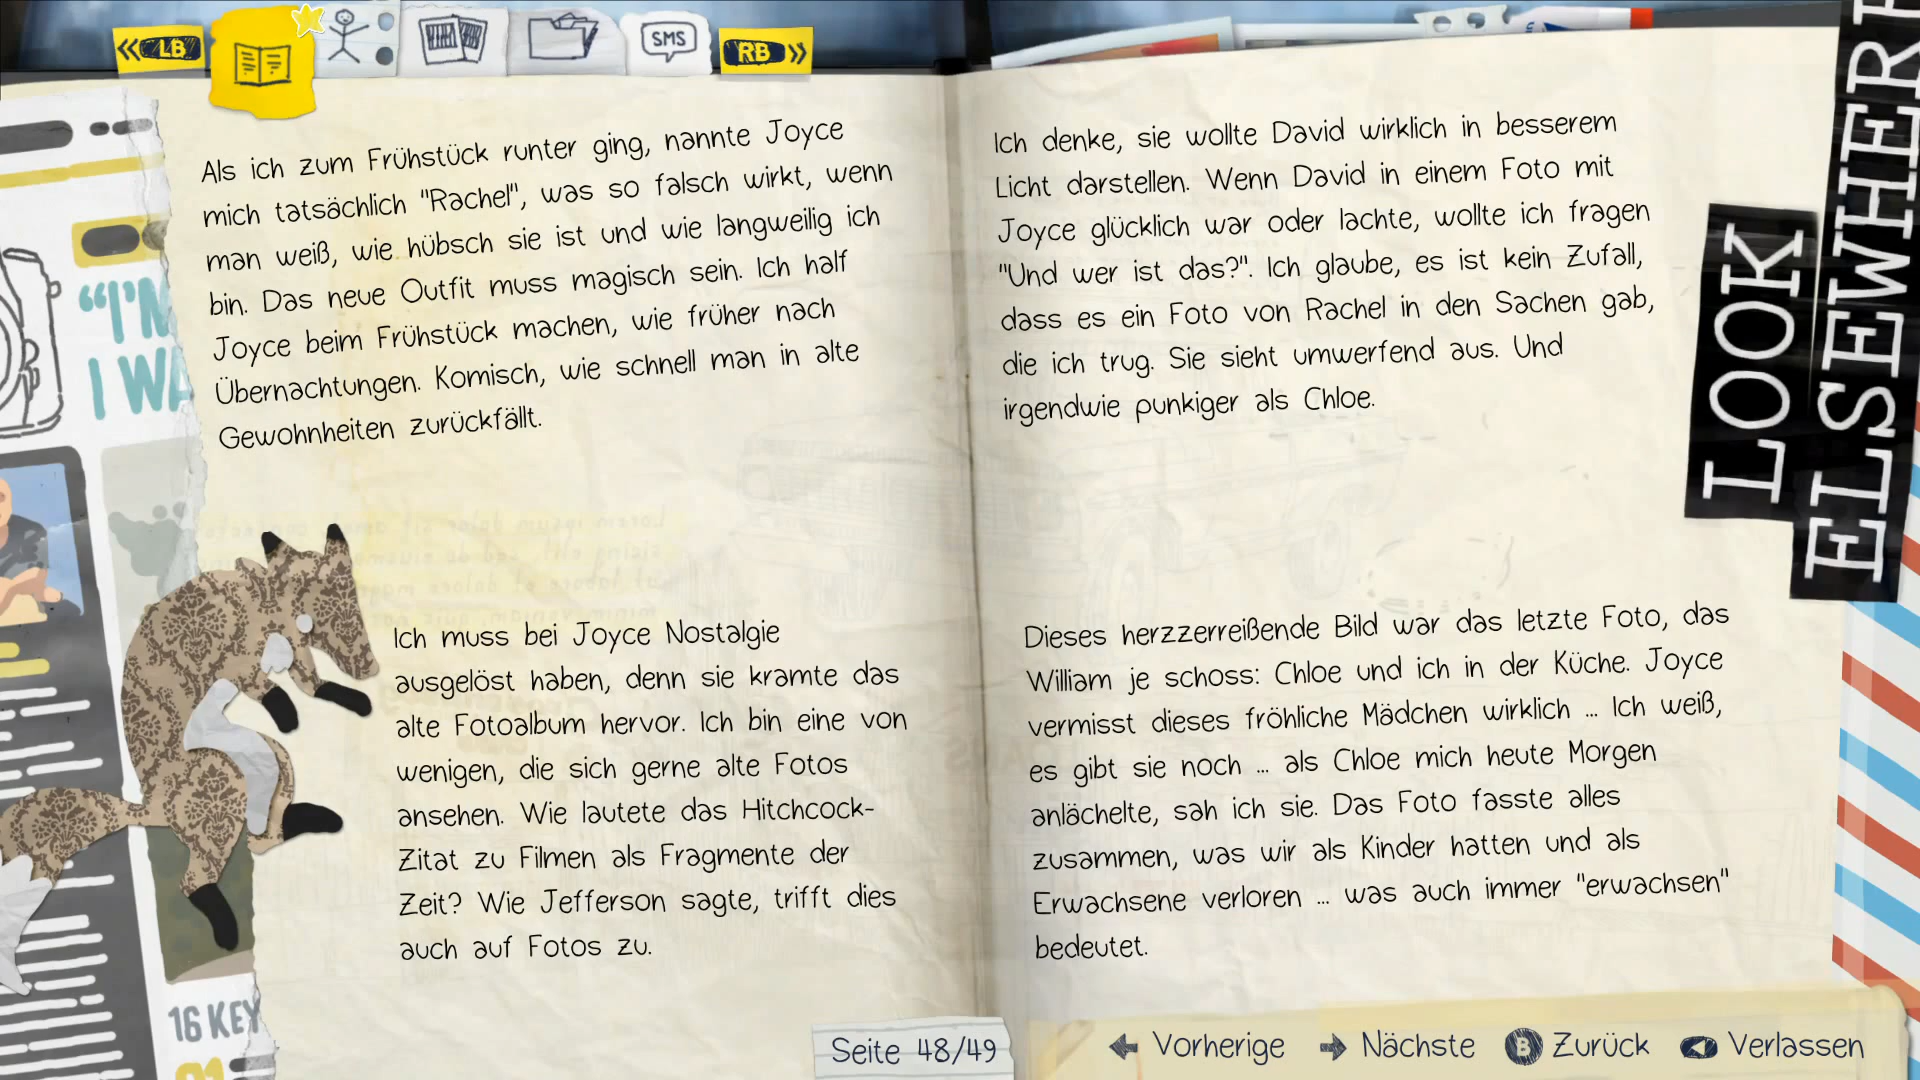 LB
SMS
RB
Als ich zum Frühstück runter ging, nannte Joyce
mich tatsächlich "Rachel", was so falsch wirkt, wenn
man weiß, wie hübsch sie ist und wie langweilig ich
bin. Das neue Outfit muss magisch sein. Ich half
Joyce beim Frühstück machen, wie früher nach
Übernachtungen. Komisch, wie schnell man in alte
Gewohnheiten zurückfällt.
Ich muss bei Joyce Nostalgie
ausgelöst haben, denn sie kramte das
alte Fotoalbum hervor. Ich bin eine von
wenigen, die sich gerne alte Fotos
ansehen. Wie lautete das Hitchcock-
Zitat zu Filmen als Fragmente der
Zeit? Wie Jefferson sagte, trifft dies
auch auf Fotos zu.
Ich denke, sie wollte David wirklich in besserem
Licht darstellen. Wenn David in einem Foto mit
Joyce glücklich war oder lachte, wollte ich fragen
"Und wer ist das?". Ich glaube, es ist kein Zufall,
dass es ein Foto von Rachel in den Sachen gab,
die ich trug. Sie sieht umwerfend aus. Und
irgendwie punkiger als Chloe.
Dieses herzzerreißende Bild war das letzte Foto, das
William je schoss: Chloe und ich in der Küche. Joyce
vermisst dieses fröhliche Mädchen wirklich ... Ich weiß,
es gibt sie noch ... als Chloe mich heute Morgen
anlächelte, sah ich sie. Das Foto fasste alles
zusammen, was wir als Kinder hatten und als
Erwachsene verloren ... was auch immer "erwachsen"
bedeutet.
LOOK
ELSEWHERE
"I'M
I WA
16 KEY
Seite 48/49
Vorherige
Nächste
B Zurück
Verlassen